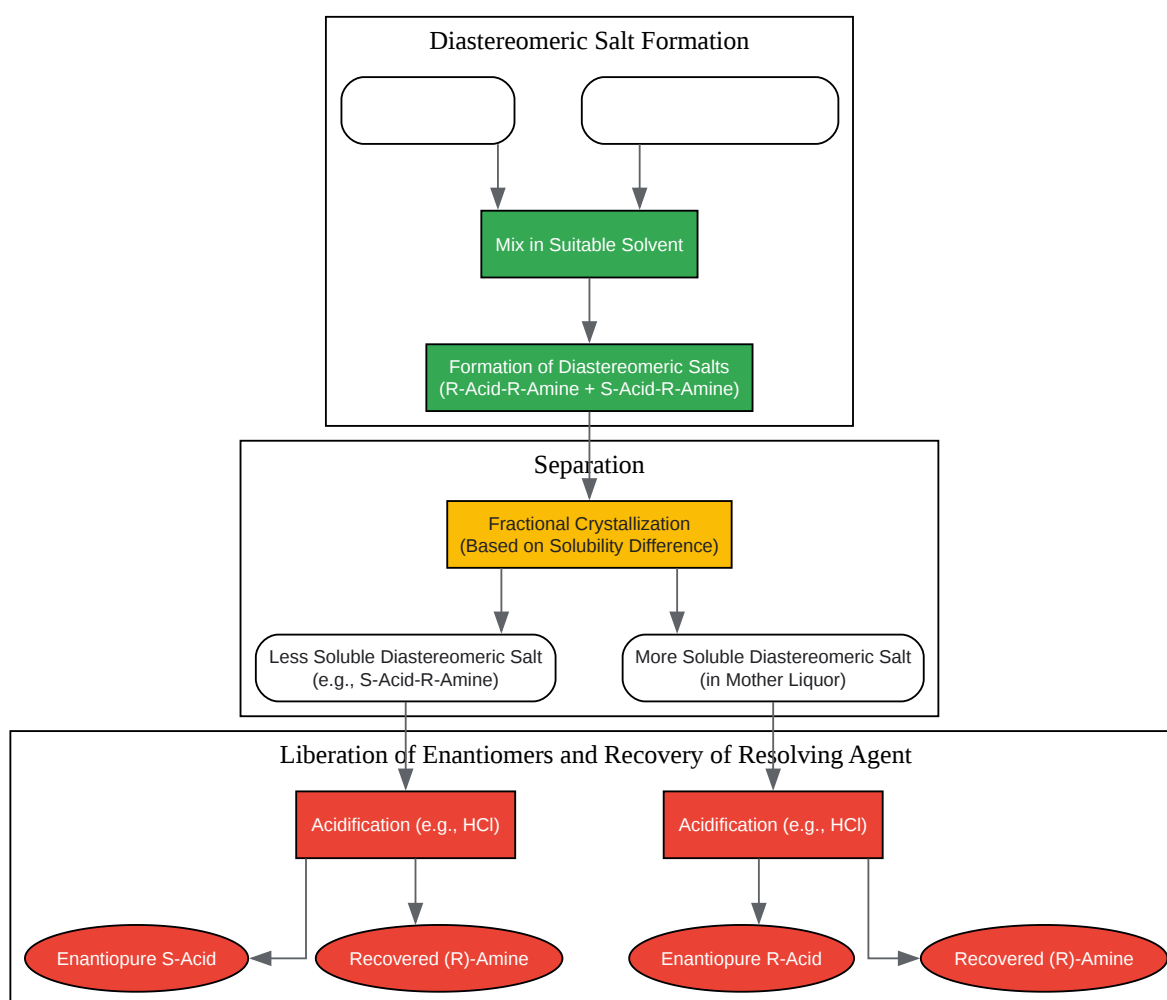 Diastereomeric Salt Formation
Mix in Suitable Solvent
Formation of Diastereomeric Salts
(R-Acid-R-Amine + S-Acid-R-Amine)
Separation
Fractional Crystallization
(Based on Solubility Difference)
Less Soluble Diastereomeric Salt
(e.g., S-Acid-R-Amine)
More Soluble Diastereomeric Salt
(in Mother Liquor)
Liberation of Enantiomers and Recovery of Resolving Agent
Acidification (e.g., HCl)
Acidification (e.g., HCl)
Enantiopure S-Acid
Recovered (R)-Amine
Enantiopure R-Acid
Recovered (R)-Amine